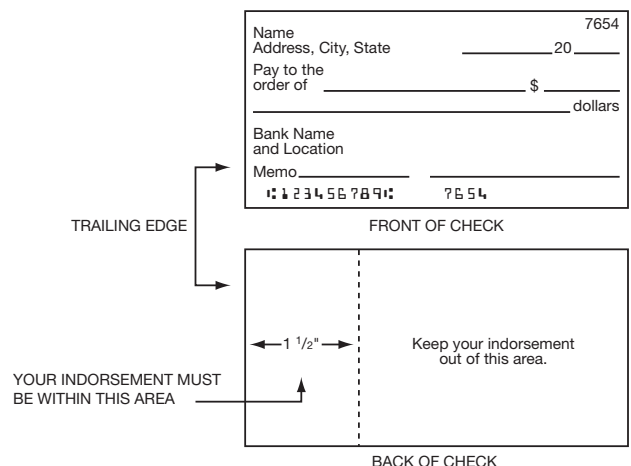 7654
Name
Address, City, State 20
Pay to the
order of $
dollars
Bank Name
and Location
Memo
⑆123456789⑆ 7654
TRAILING EDGE
FRONT OF CHECK
1 1/2"
Keep your indorsement
out of this area.
YOUR INDORSEMENT MUST
BE WITHIN THIS AREA
BACK OF CHECK